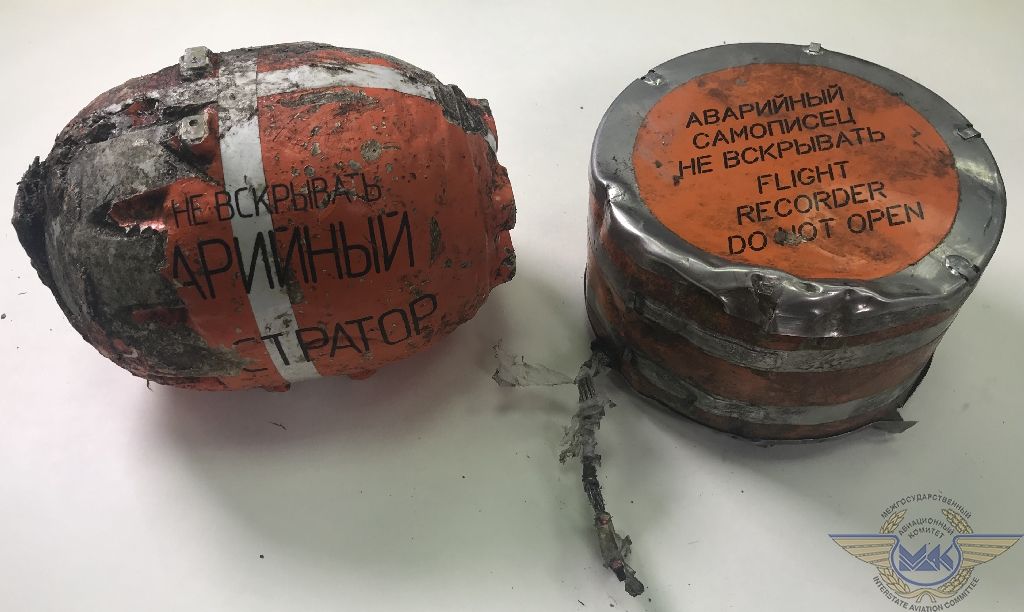 НЕ ВСКРЫВАТЬ
АРИЙНЫЙ
СТРАТОР
АВАРИЙНЫЙ
САМОПИСЕЦ
НЕ ВСКРЫВАТЬ
FLIGHT
RECORDER
DO NOT OPEN
МЕЖГОСУДАРСТВЕННЫЙ
АВИАЦИОННЫЙ
КОМИТЕТ
МАК
INTERSTATE AVIATION COMMITTEE